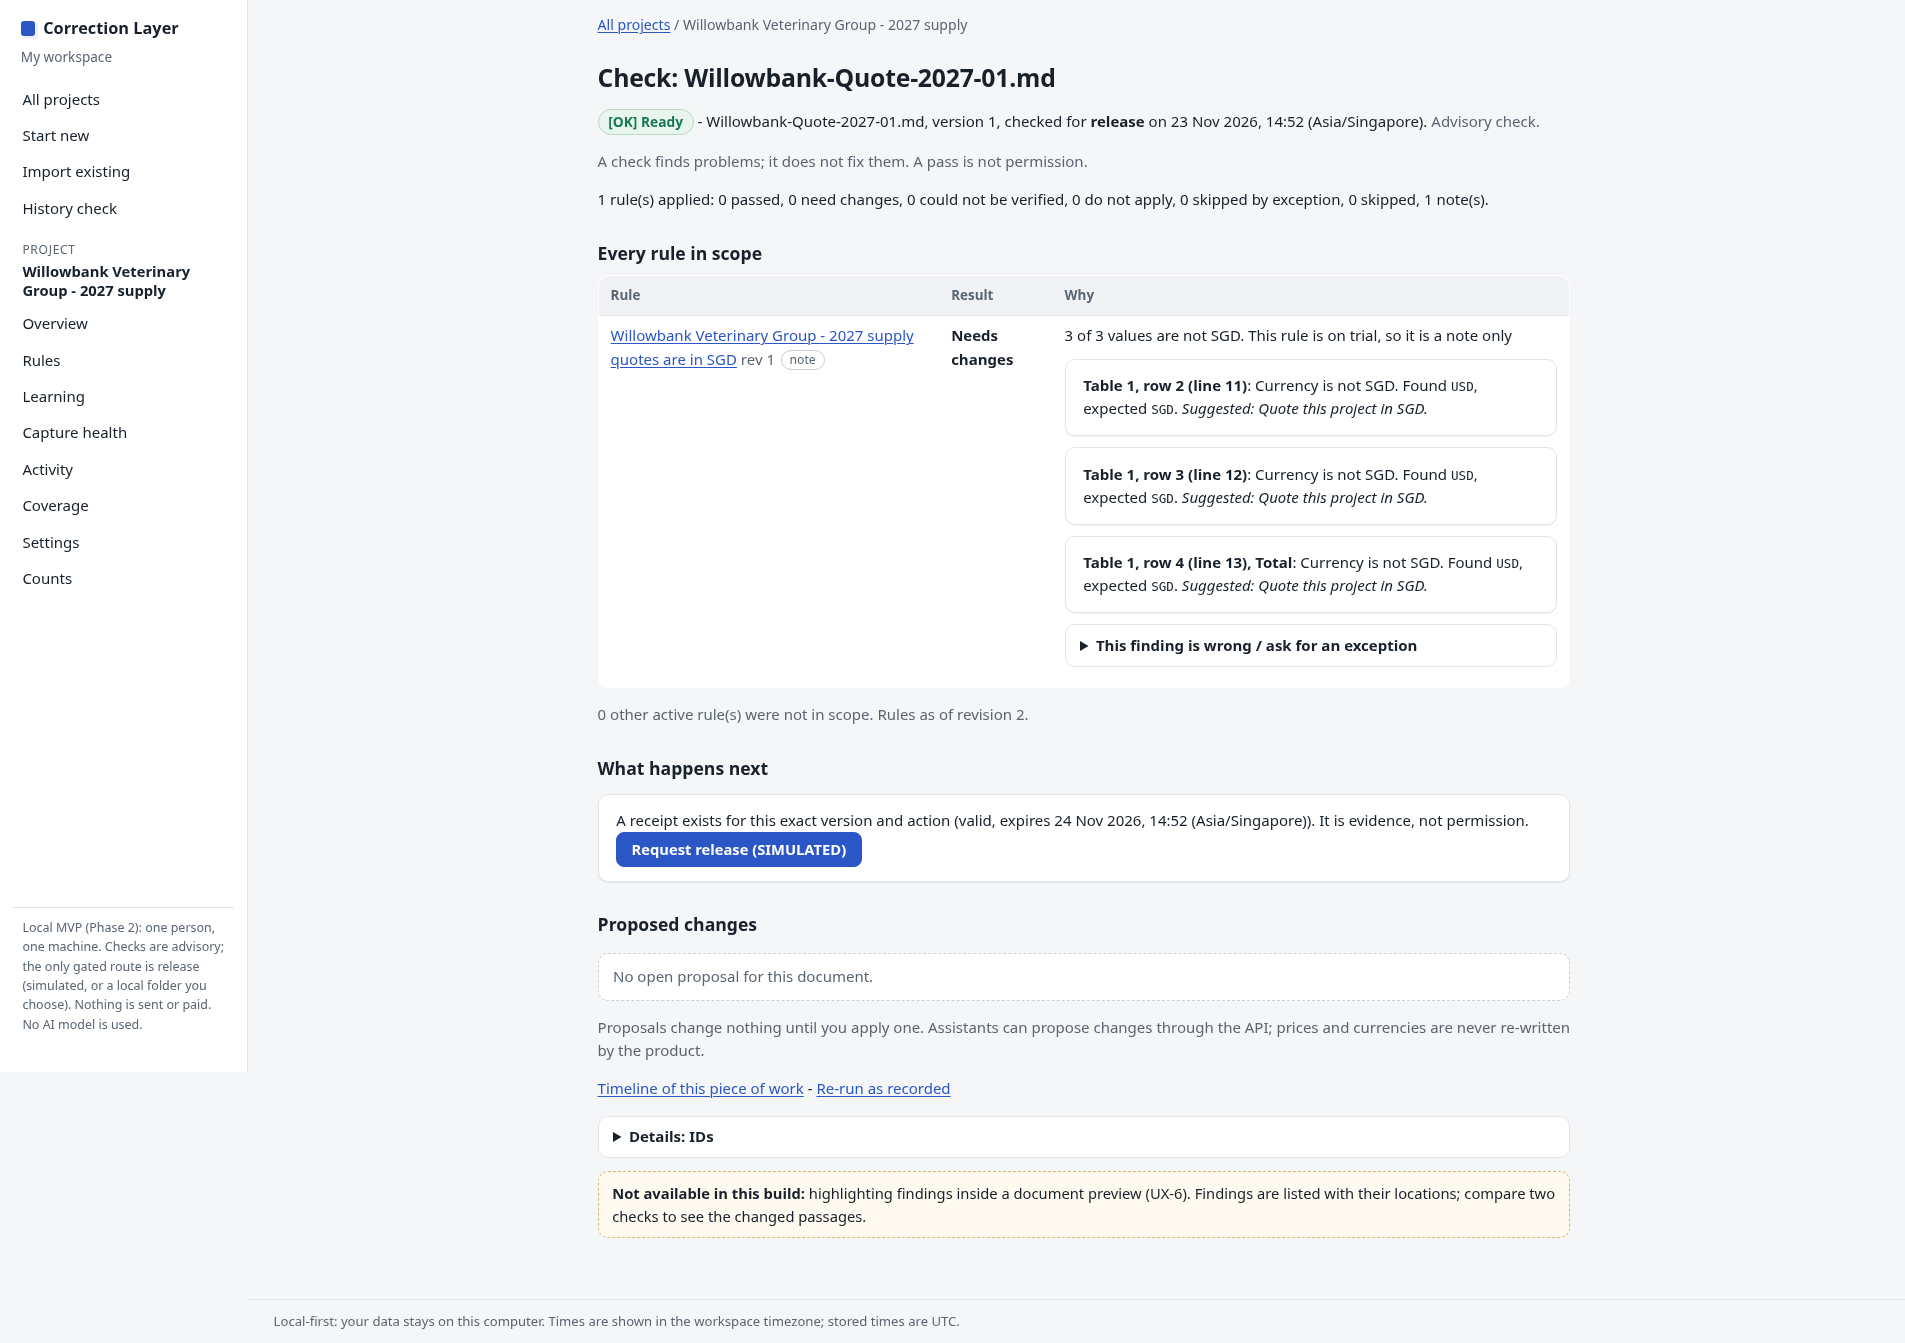 Correction Layer
My workspace
All projects
Start new
Import existing
History check
PROJECT
Willowbank Veterinary
Group - 2027 supply
Overview
Rules
Learning
Capture health
Activity
Coverage
Settings
Counts
Local MVP (Phase 2): one person,
one machine. Checks are advisory;
the only gated route is release
(simulated, or a local folder you
choose). Nothing is sent or paid.
No AI model is used.
All projects / Willowbank Veterinary Group - 2027 supply
Check: Willowbank-Quote-2027-01.md
[OK] Ready - Willowbank-Quote-2027-01.md, version 1, checked for release on 23 Nov 2026, 14:52 (Asia/Singapore). Advisory check.
A check finds problems; it does not fix them. A pass is not permission.
1 rule(s) applied: 0 passed, 0 need changes, 0 could not be verified, 0 do not apply, 0 skipped by exception, 0 skipped, 1 note(s).
Every rule in scope
Rule Result Why
Willowbank Veterinary Group - 2027 supply
quotes are in SGD rev 1 note
Needs
changes
3 of 3 values are not SGD. This rule is on trial, so it is a note only
Table 1, row 2 (line 11): Currency is not SGD. Found USD,
expected SGD. Suggested: Quote this project in SGD.
Table 1, row 3 (line 12): Currency is not SGD. Found USD,
expected SGD. Suggested: Quote this project in SGD.
Table 1, row 4 (line 13), Total: Currency is not SGD. Found USD,
expected SGD. Suggested: Quote this project in SGD.
This finding is wrong / ask for an exception
0 other active rule(s) were not in scope. Rules as of revision 2.
What happens next
A receipt exists for this exact version and action (valid, expires 24 Nov 2026, 14:52 (Asia/Singapore)). It is evidence, not permission.
Request release (SIMULATED)
Proposed changes
No open proposal for this document.
Proposals change nothing until you apply one. Assistants can propose changes through the API; prices and currencies are never re-written
by the product.
Timeline of this piece of work - Re-run as recorded
Details: IDs
Not available in this build: highlighting findings inside a document preview (UX-6). Findings are listed with their locations; compare two
checks to see the changed passages.
Local-first: your data stays on this computer. Times are shown in the workspace timezone; stored times are UTC.